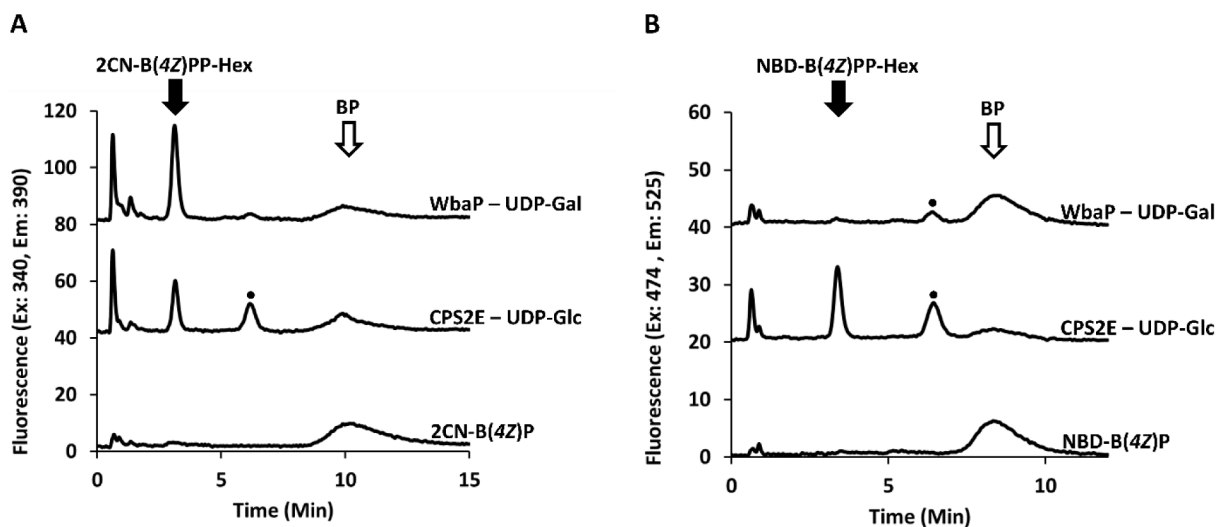 A
2CN-B(4Z)PP-Hex
BP
120
100
80
60
40
20
0
Fluorescence (Ex: 340, Em: 390)
WbaP – UDP-Gal
CPS2E – UDP-Glc
2CN-B(4Z)P
0 5 10 15
Time (Min)
B
NBD-B(4Z)PP-Hex
BP
60
50
40
30
20
10
0
Fluorescence (Ex: 474 , Em: 525)
WbaP – UDP-Gal
CPS2E – UDP-Glc
NBD-B(4Z)P
0 5 10
Time (Min)